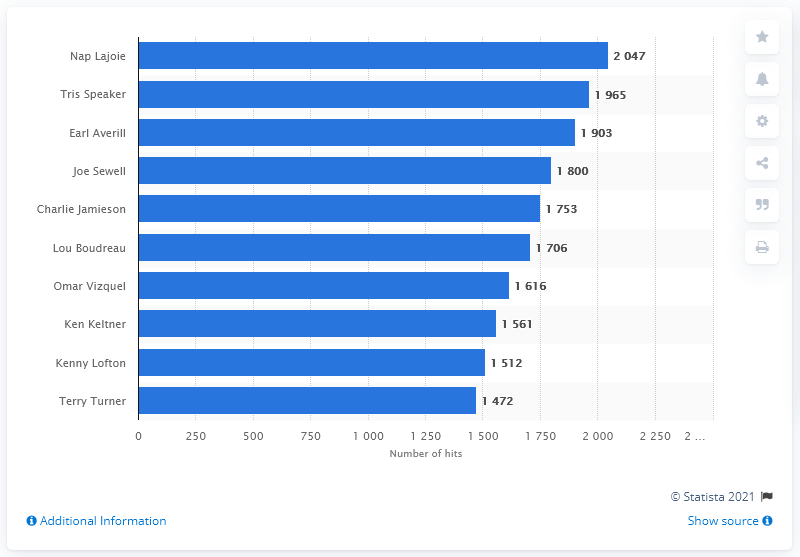 Nap Lajoie 2 047
Tris Speaker 1 965
Earl Averill 1 903
Joe Sewell 1 800
Charlie Jamieson 1 753
Lou Boudreau 1 706
Omar Vizquel 1 616
Ken Keltner 1 561
Kenny Lofton 1 512
Terry Turner 1 472
0 250 500 750 1 000 1 250 1 500 1 750 2 000 2 250 2 ...
Number of hits
© Statista 2021
Additional Information Show source